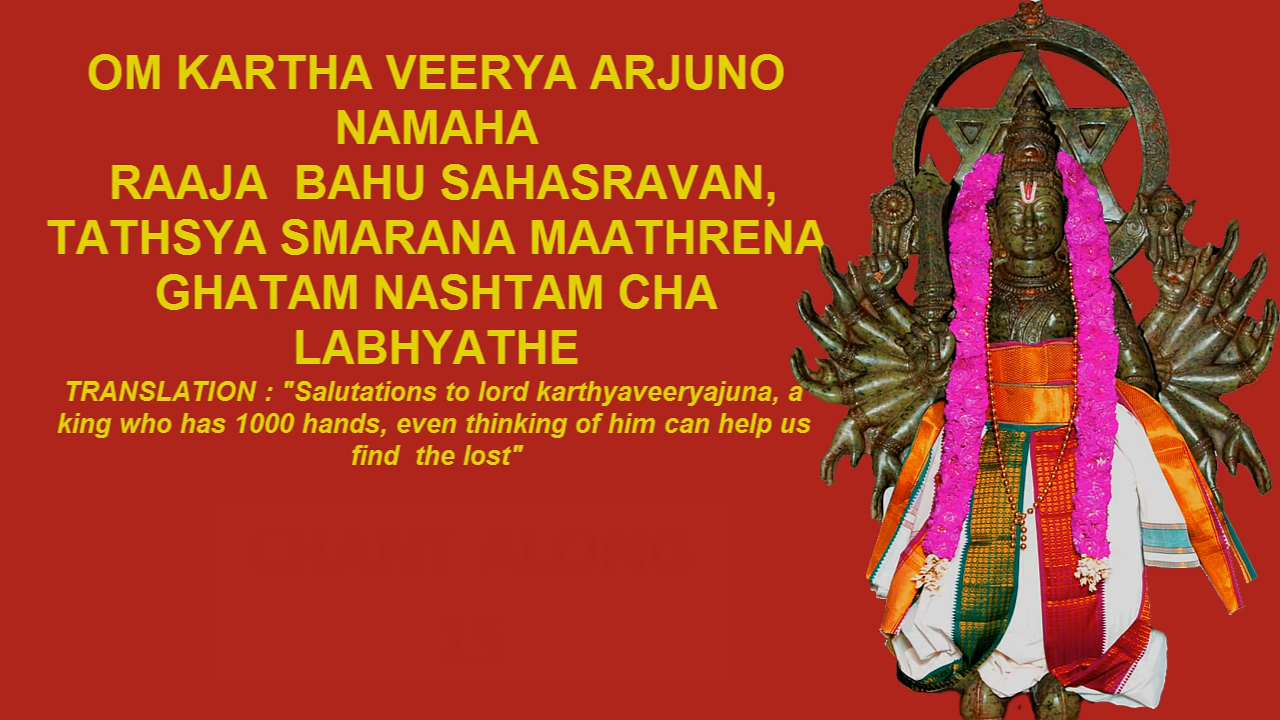 OM KARTHA VEERYA ARJUNO
NAMAHA
RAAJA BAHU SAHASRAVAN,
TATHSYA SMARANA MAATHRENA
GHATAM NASHTAM CHA
LABHYATHE
TRANSLATION : "Salutations to lord karthyaveeryajuna, a
king who has 1000 hands, even thinking of him can help us
find the lost"